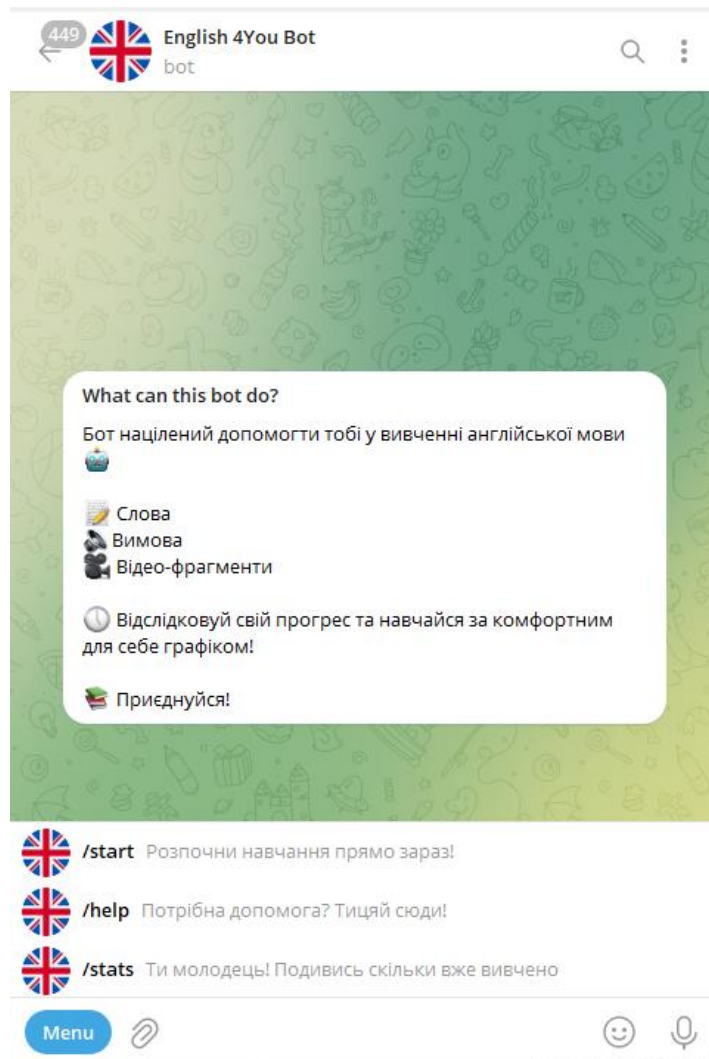 449
English 4You Bot
bot
What can this bot do?
Бот націлений допомогти тобі у вивченні англійської мови
🤖
📝 Слова
🔊 Вимова
🎥 Відео-фрагменти
🕔 Відслідковуй свій прогрес та навчайся за комфортним
для себе графіком!
📚 Приєднуйся!
/start Розпочни навчання прямо зараз!
/help Потрібна допомога? Тицяй сюди!
/stats Ти молодець! Подивись скільки вже вивчено
Menu